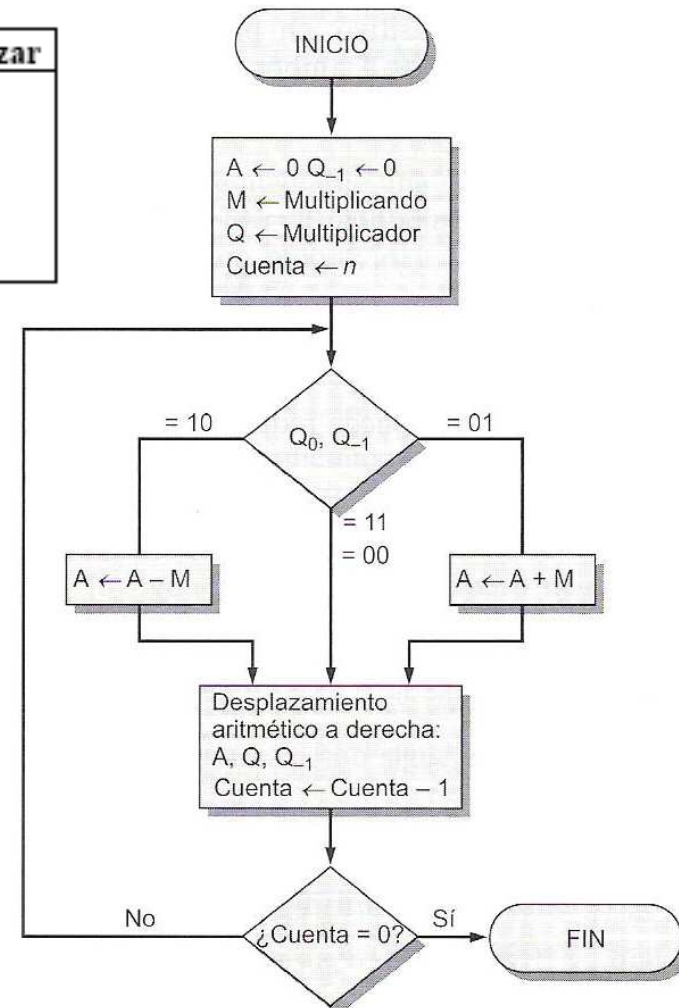 INICIO
A ← 0 Q₋₁ ← 0
M ← Multiplicando
Q ← Multiplicador
Cuenta ← n
= 10
Q₀, Q₋₁
= 01
= 11
= 00
A ← A – M
A ← A + M
Desplazamiento
aritmético a derecha:
A, Q, Q₋₁
Cuenta ← Cuenta – 1
No
¿Cuenta = 0?
Sí
FIN